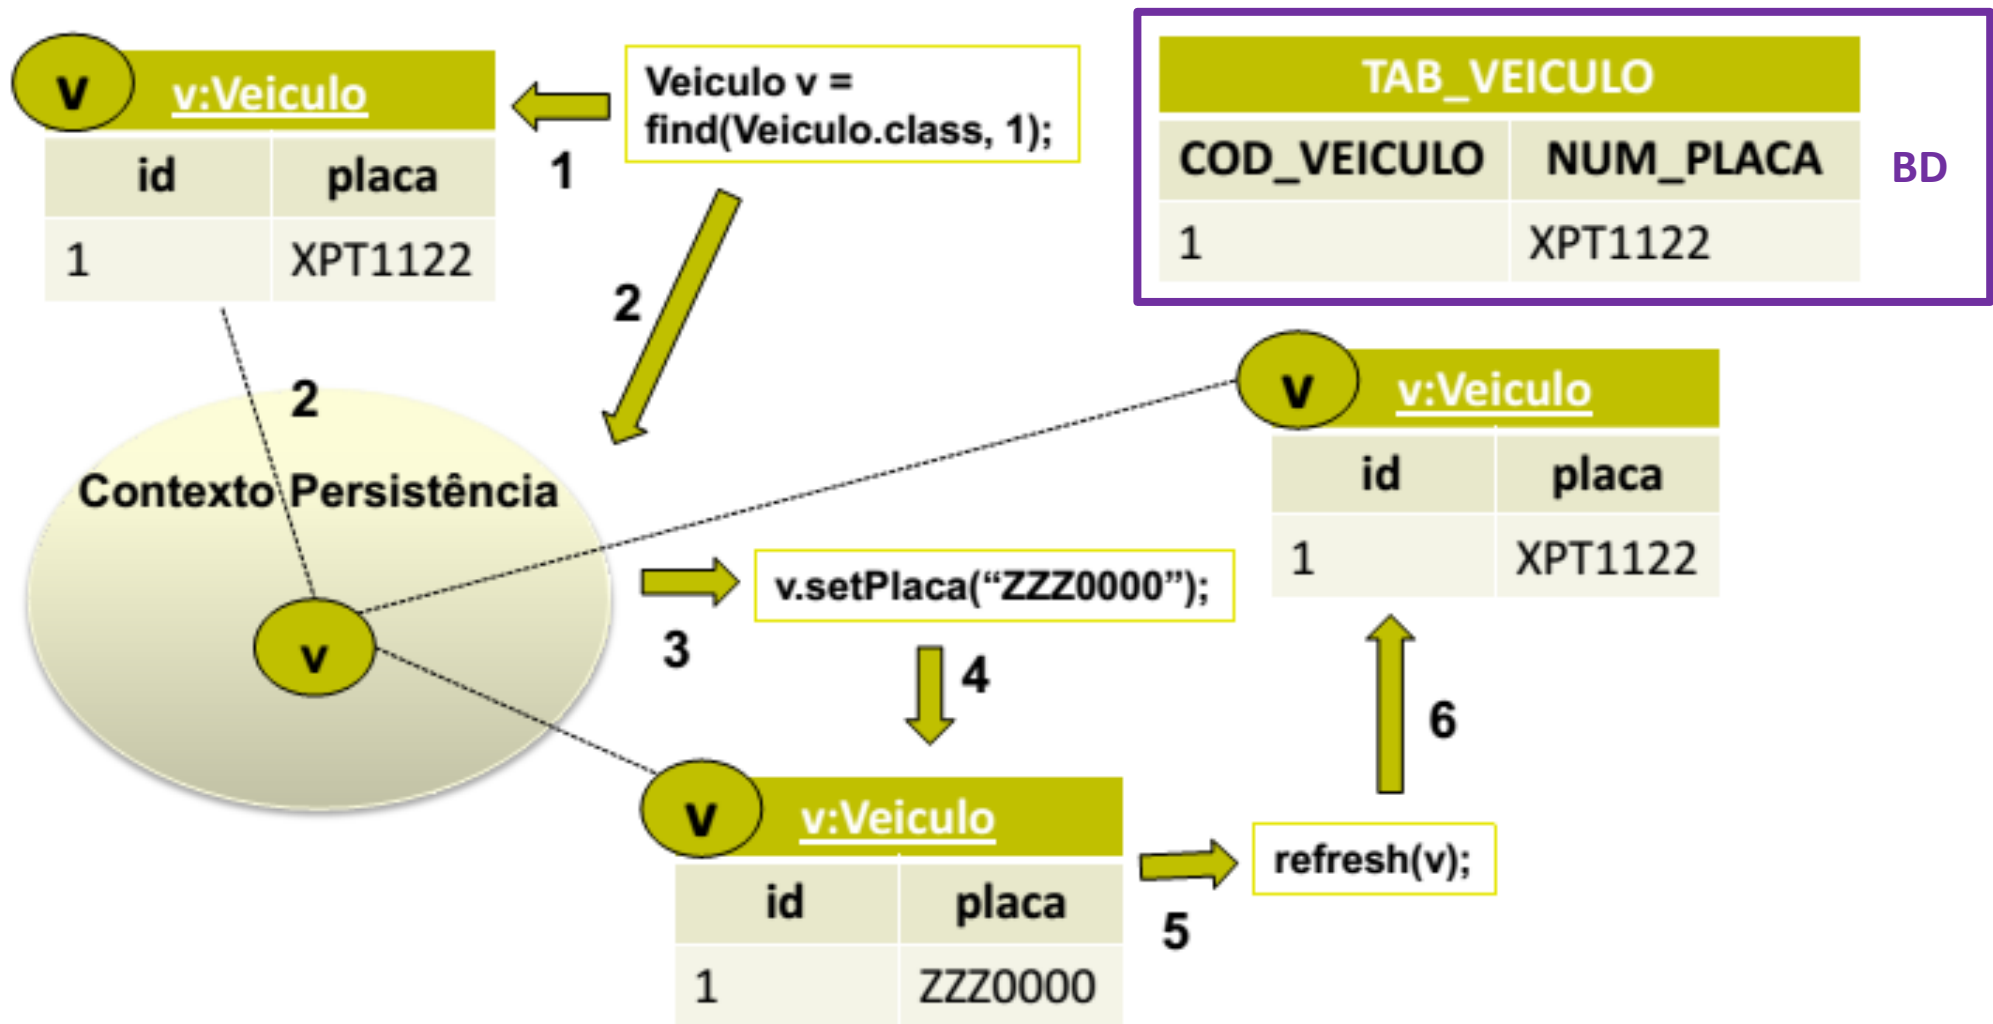 v
v:Veiculo
id placa
1 XPT1122
Veiculo v =
find(Veiculo.class, 1);
1
2
TAB_VEICULO
COD_VEICULO NUM_PLACA
1 XPT1122
BD
2
Contexto Persistência
v
v
v:Veiculo
id placa
1 XPT1122
3
v.setPlaca(“ZZZ0000”);
4
v
v:Veiculo
id placa
1 ZZZ0000
5
refresh(v);
6